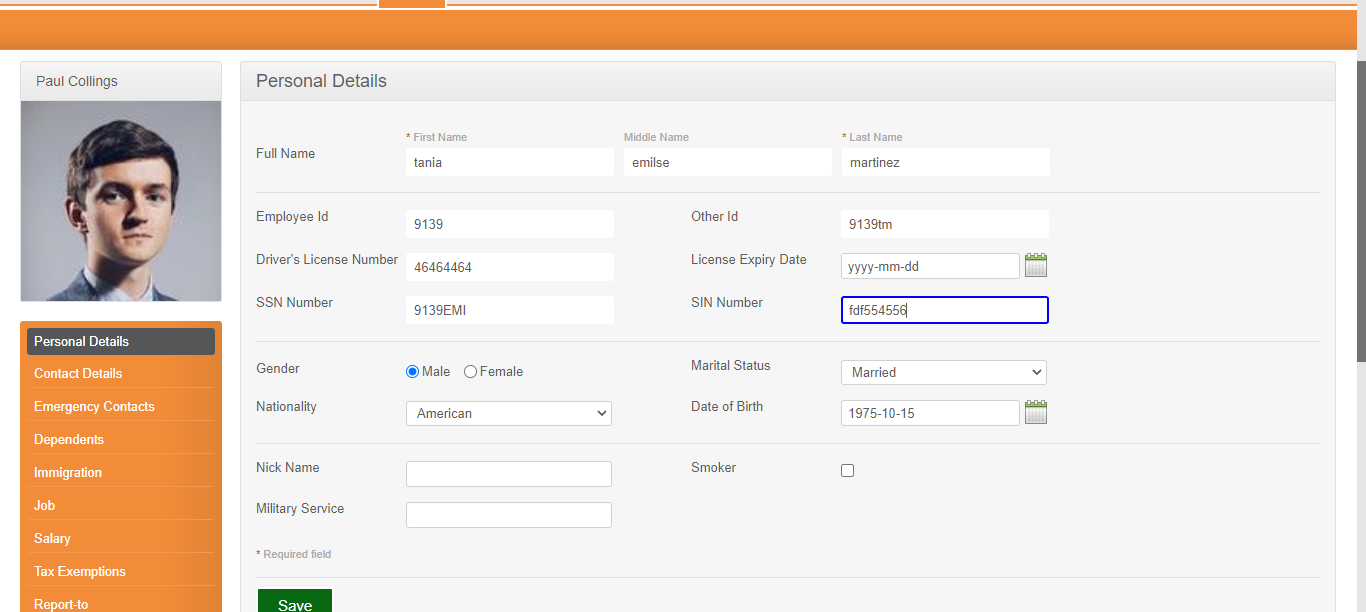 Paul Collings
Personal Details
* First Name Middle Name * Last Name
Full Name tania emilse martinez
Employee Id 9139 Other Id 9139tm
Driver's License Number 46464464 License Expiry Date yyyy-mm-dd
SSN Number 9139EMI SIN Number fdf554556
Gender Male Female Marital Status Married
Nationality American Date of Birth 1975-10-15
Nick Name Smoker
Military Service
* Required field
Save
Personal Details
Contact Details
Emergency Contacts
Dependents
Immigration
Job
Salary
Tax Exemptions
Report-to